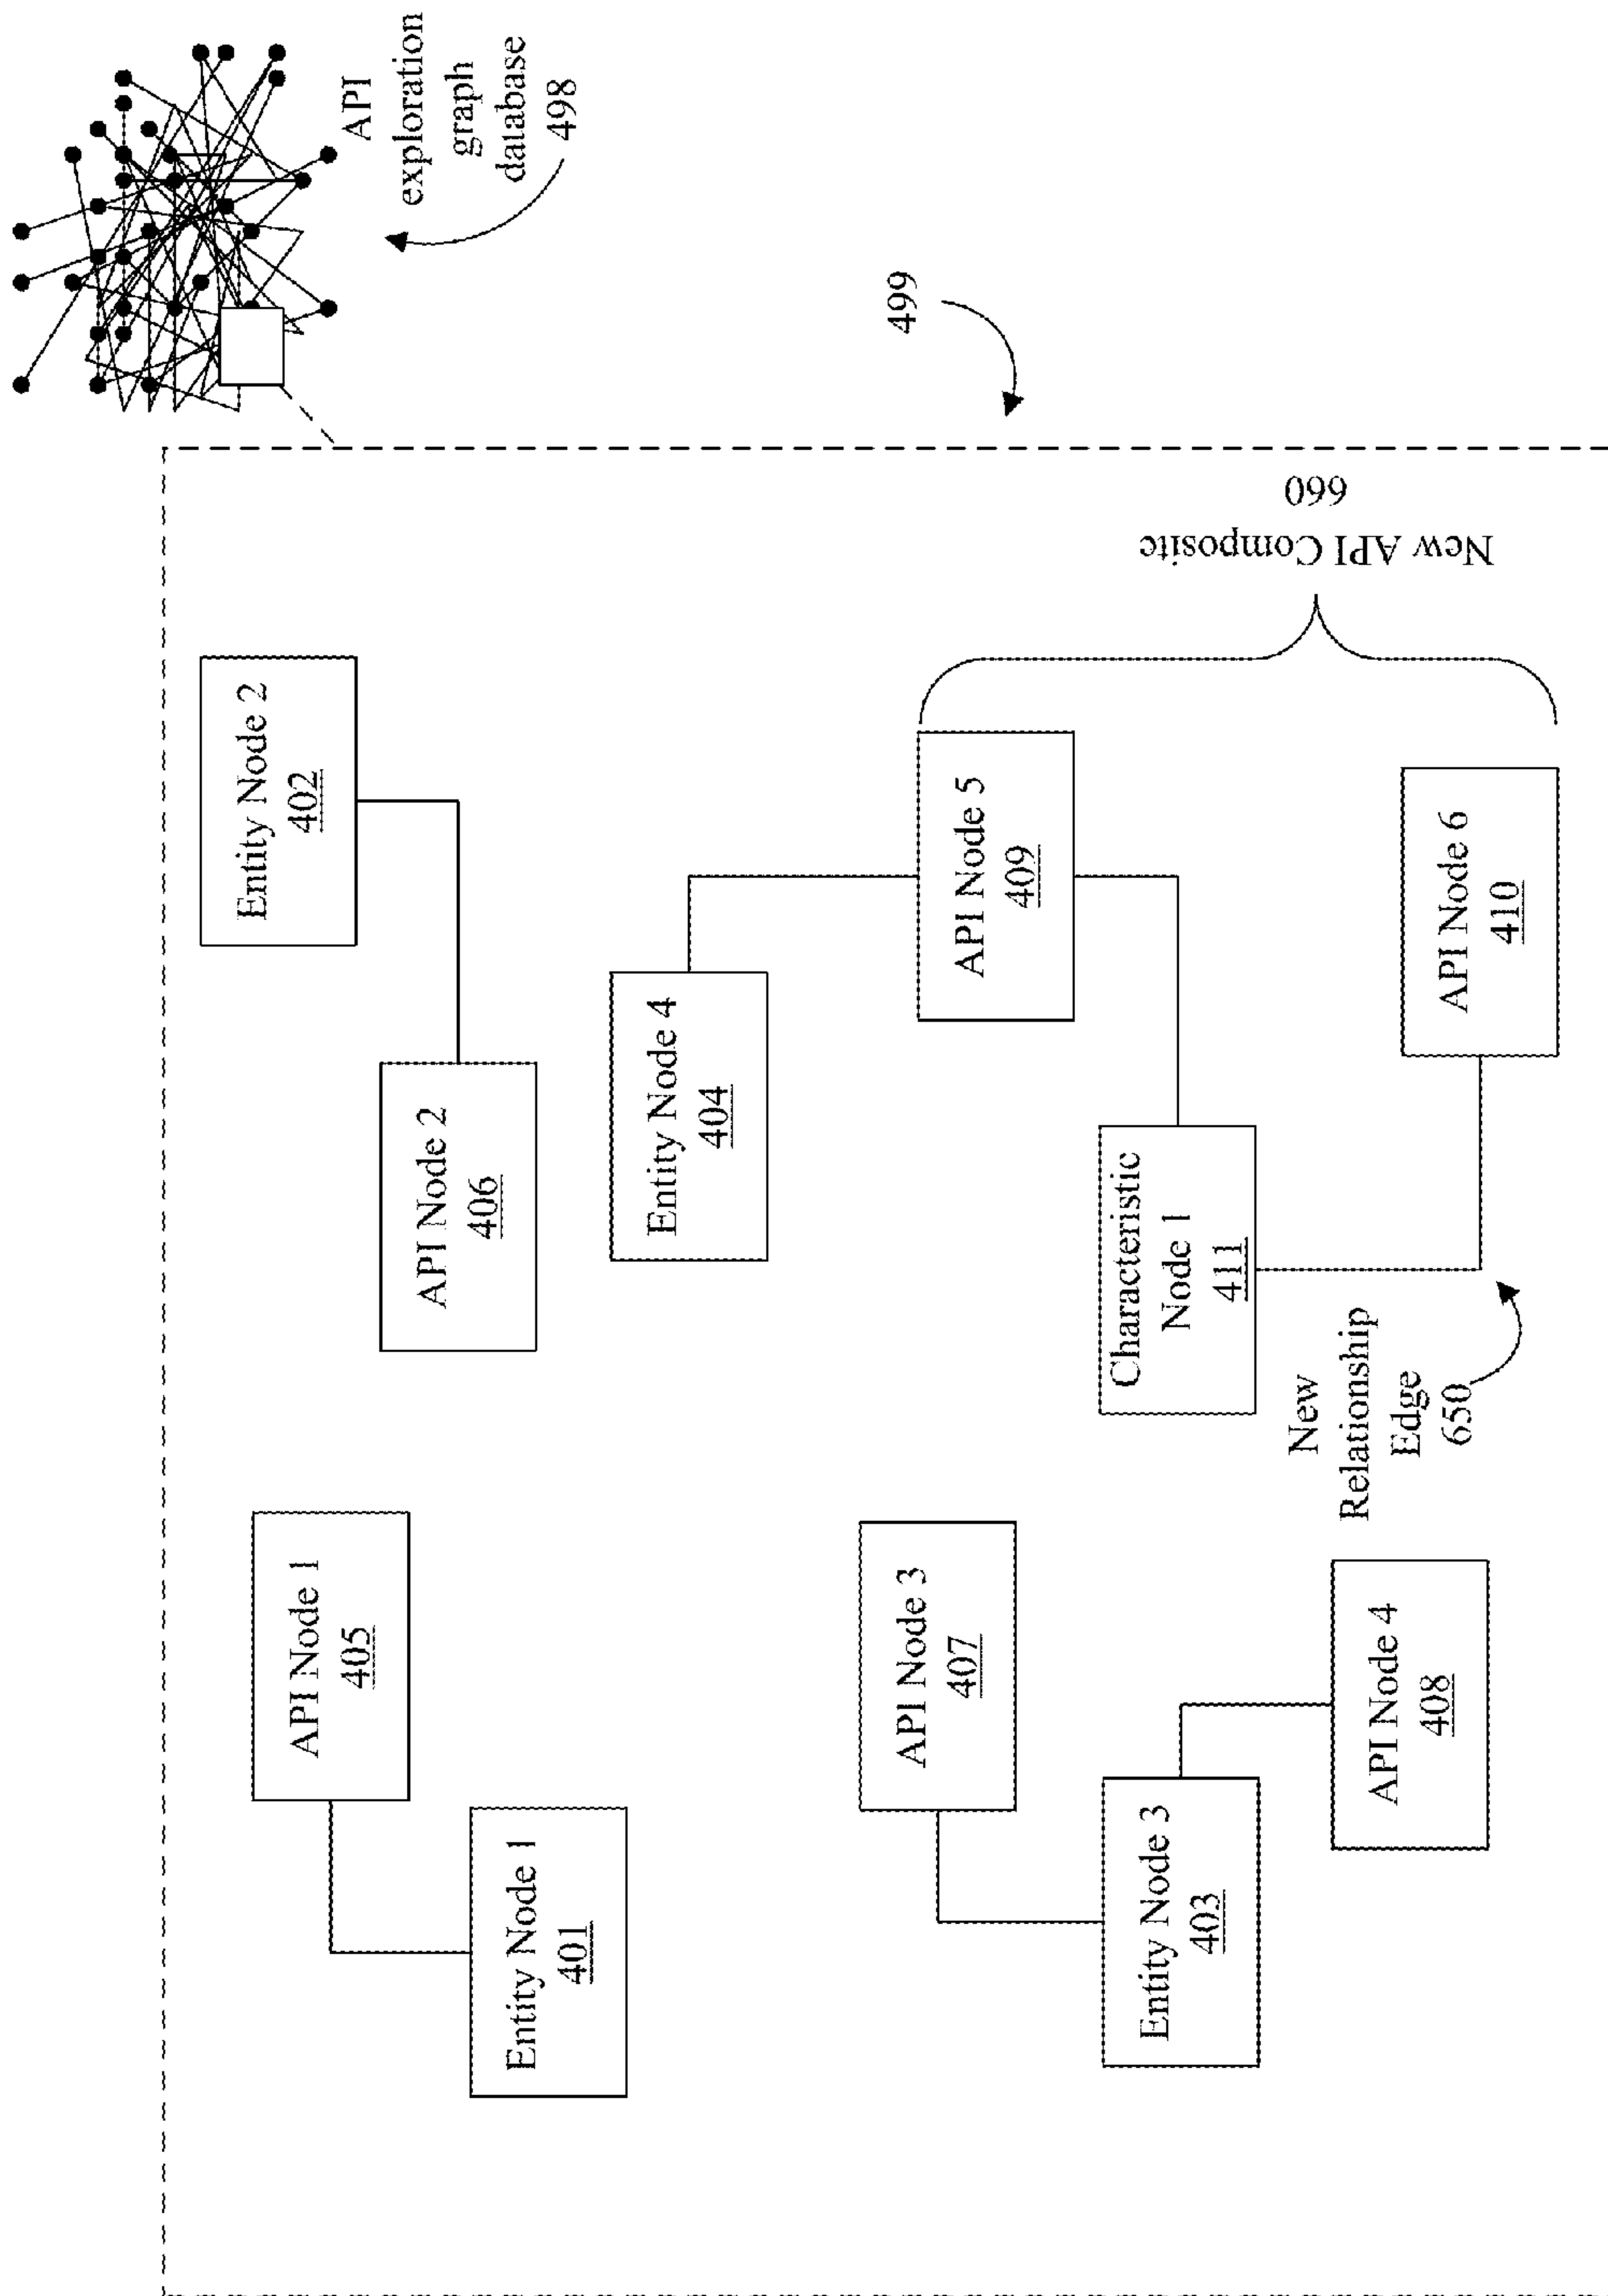 API
exploration
graph
database
498
499
Entity Node 2
402
API Node 2
406
API Node 1
405
Entity Node 1
401
Entity Node 4
404
API Node 5
409
Characteristic
Node 1
411
API Node 6
410
New API Composite
660
New
Relationship
Edge
650
API Node 3
407
Entity Node 3
403
API Node 4
408